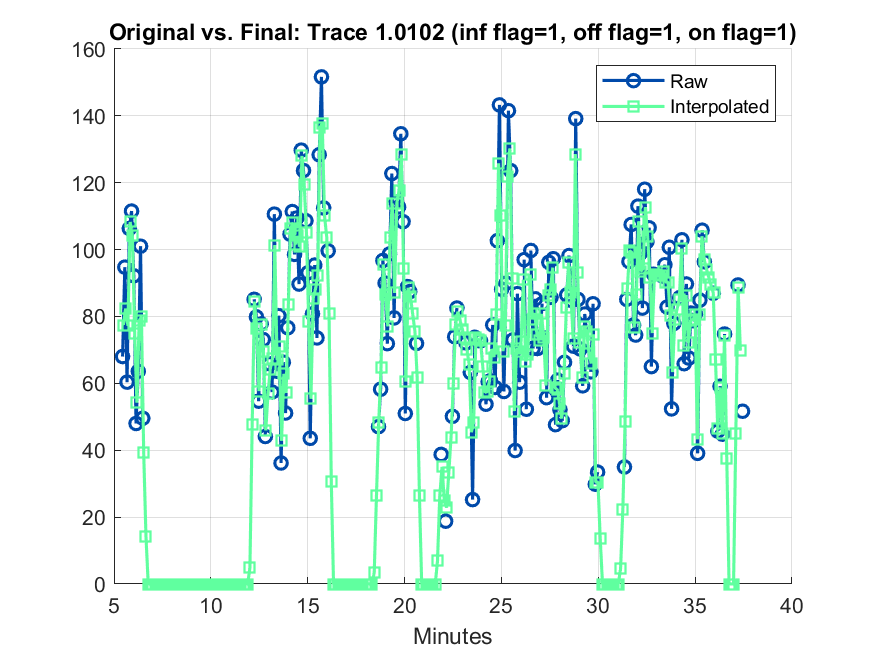 Original vs. Final: Trace 1.0102 (inf flag=1, off flag=1, on flag=1)
160
140
120
100
80
60
40
20
0
Raw
Interpolated
5 10 15 20 25 30 35 40
Minutes